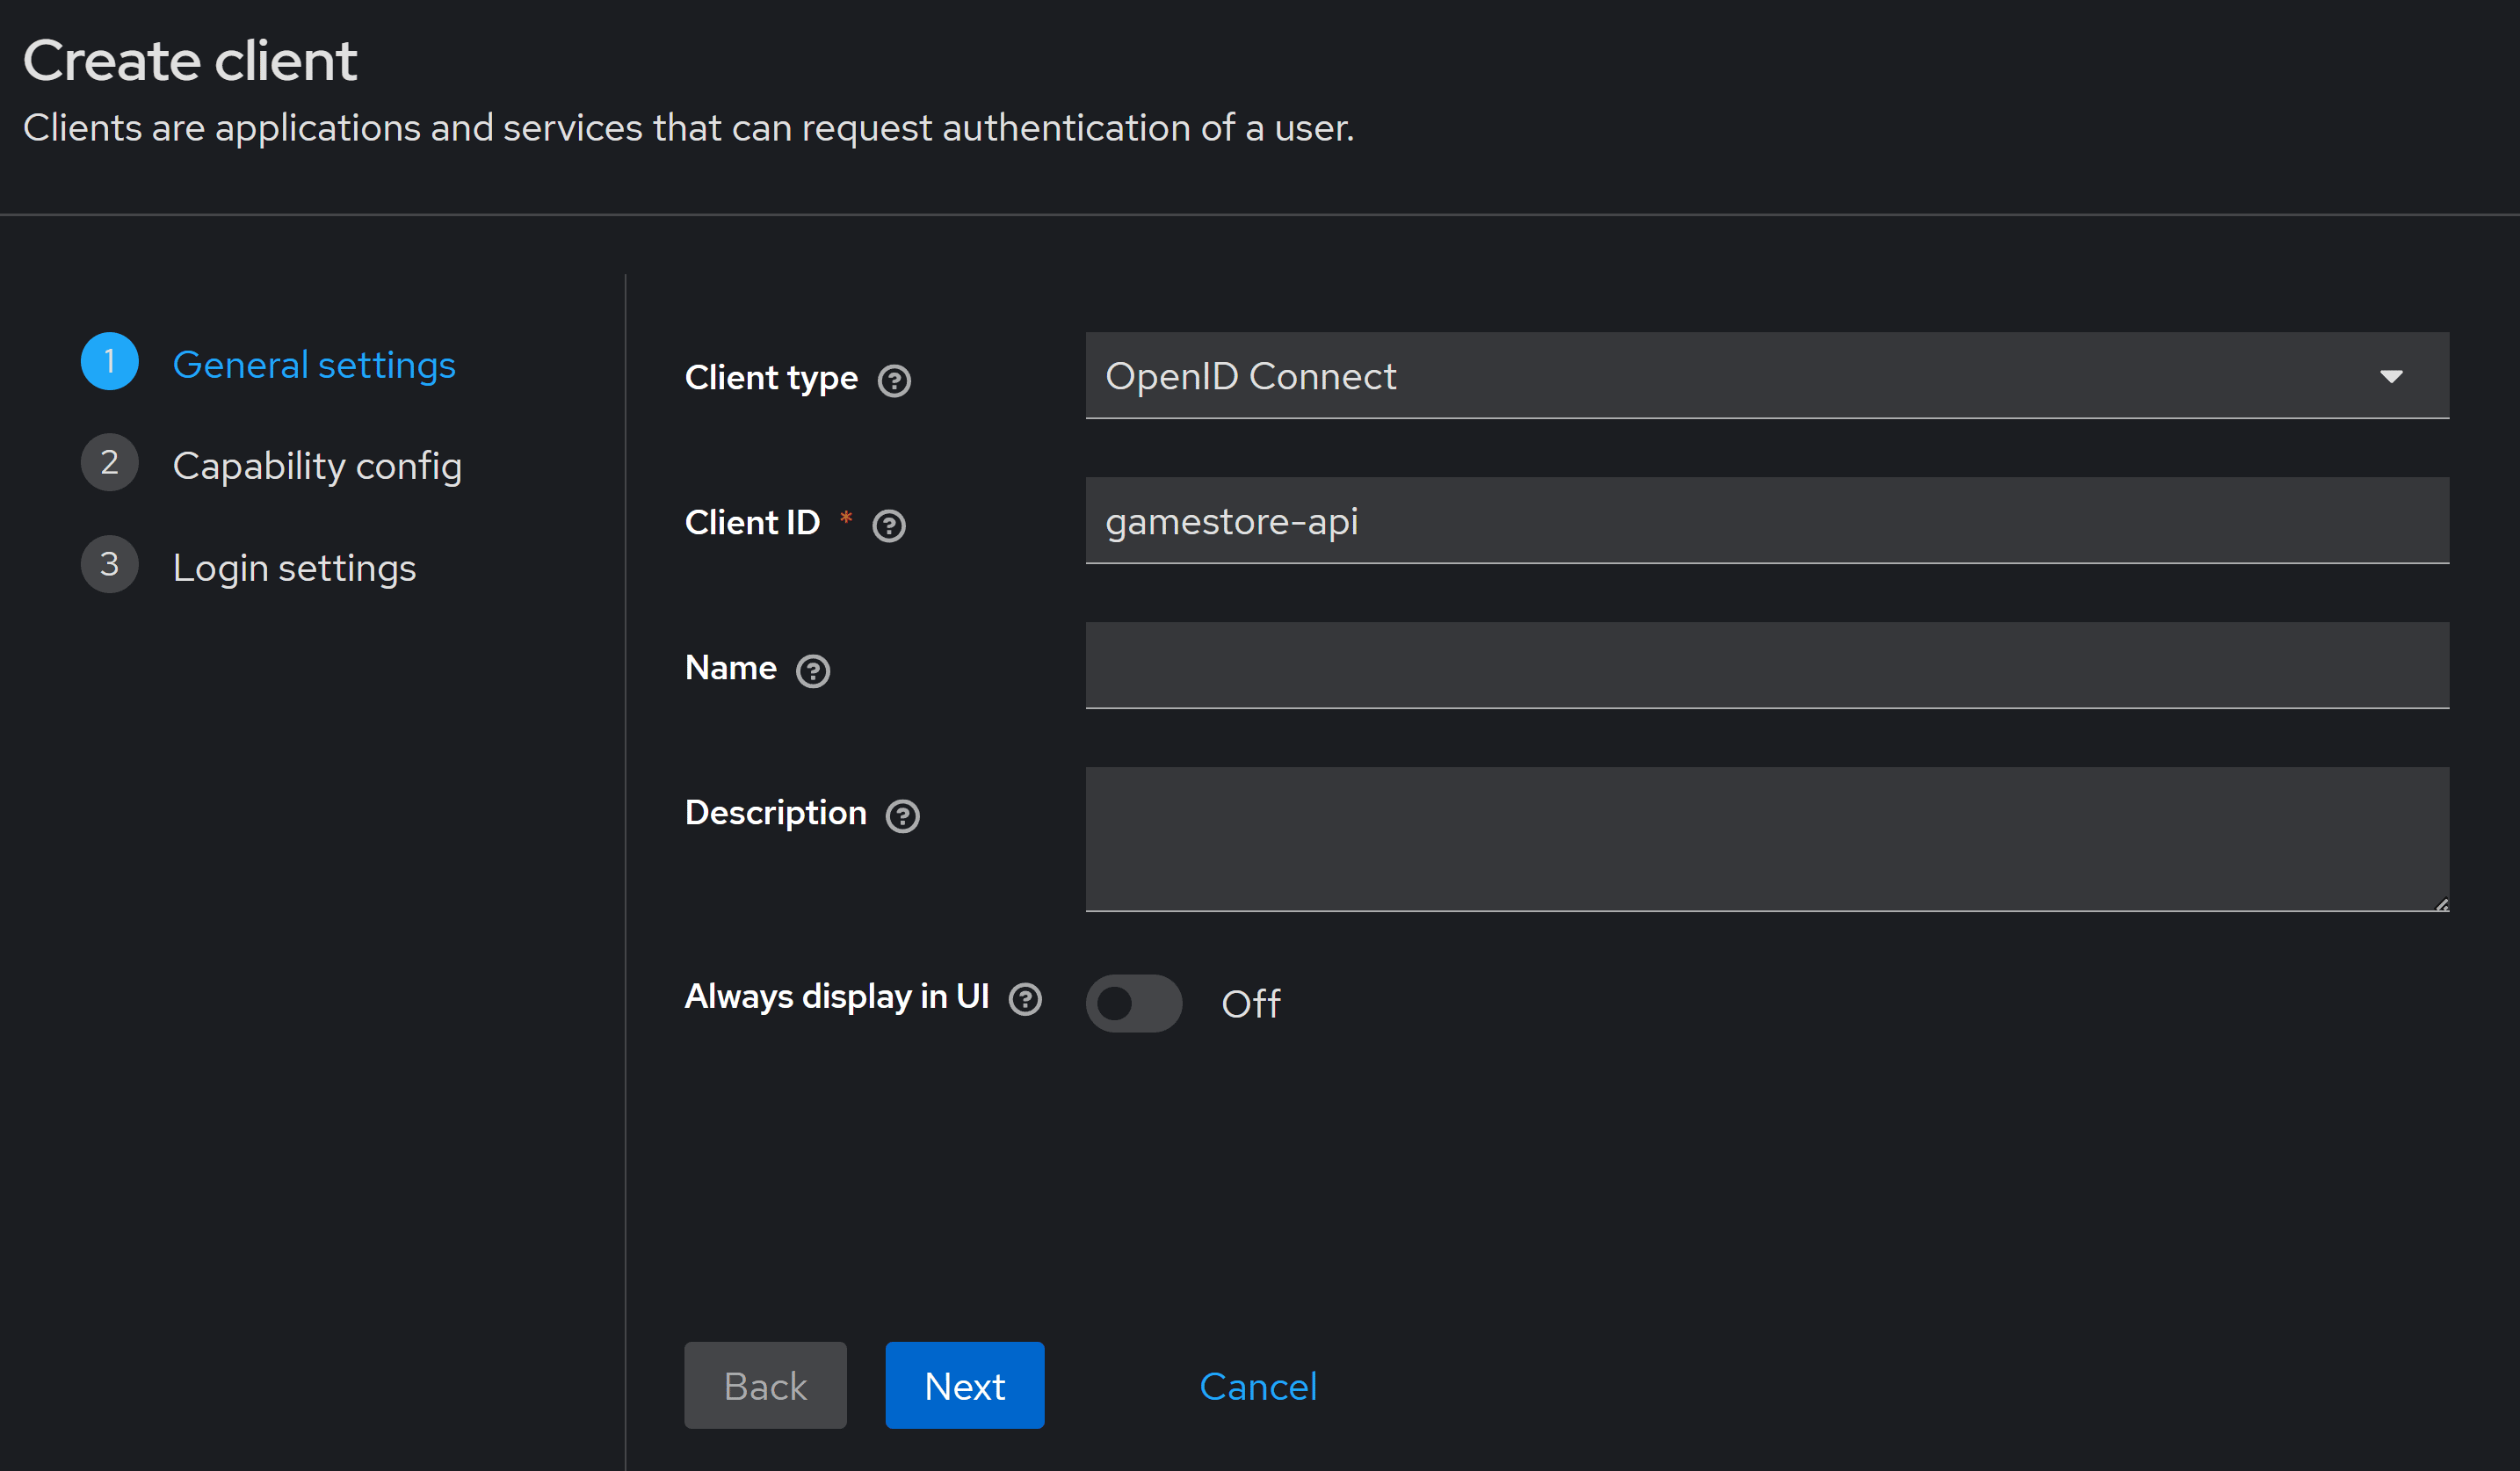 Create client
Clients are applications and services that can request authentication of a user.
1 General settings
2 Capability config
3 Login settings
Client type ?
OpenID Connect
Client ID * ?
gamestore-api
Name ?
Description ?
Always display in UI ?
Off
Back
Next
Cancel